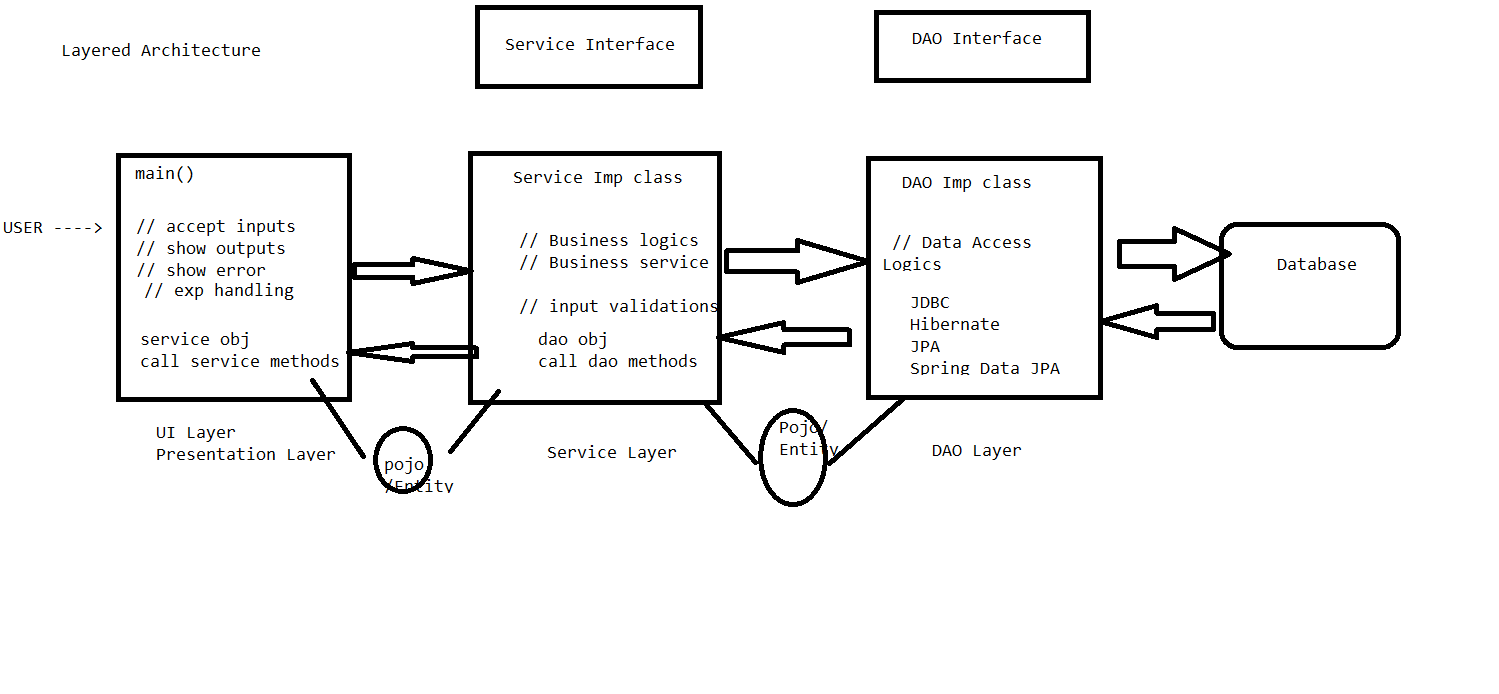 Layered Architecture
Service Interface
DAO Interface
USER ---->
main()
// accept inputs
// show outputs
// show error
// exp handling
service obj
call service methods
UI Layer
Presentation Layer
pojo
/Entity
Service Imp class
// Business logics
// Business service
// input validations
dao obj
call dao methods
Service Layer
Pojo/
Entity
DAO Imp class
// Data Access
Logics
JDBC
Hibernate
JPA
Spring Data JPA
DAO Layer
Database